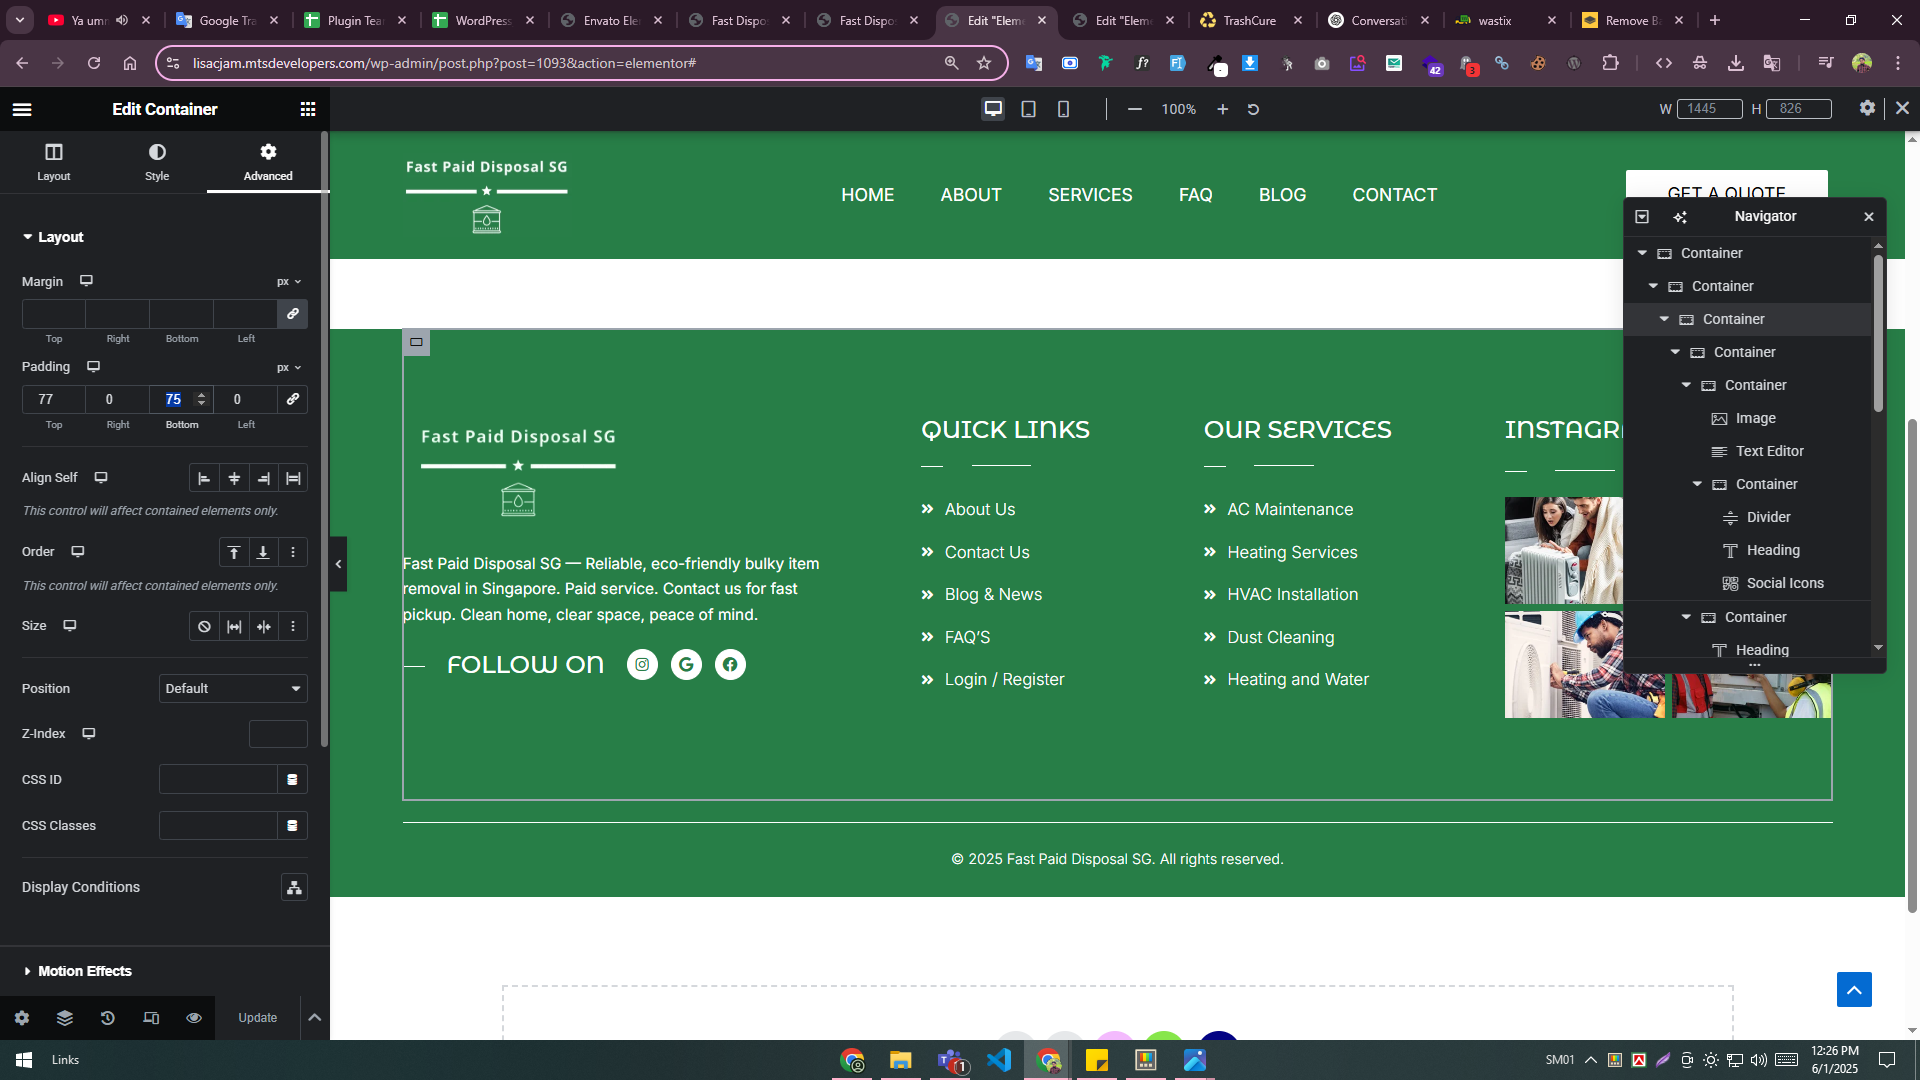 Ya umm
Google Tra
Plugin Tear
WordPress
Envato Ele
Fast Dispo
Fast Dispo
Edit "Eleme
Edit "Eleme
TrashCure
Conversati
wastix
Remove Ba
lisacjam.mtsdevelopers.com/wp-admin/post.php?post=1093&action=elementor#
42
3
Edit Container
100%
W 1445 H 826
Layout
Style
Advanced
Fast Paid Disposal SG
HOME
ABOUT
SERVICES
FAQ
BLOG
CONTACT
GET A QUOTE
Navigator
Container
Container
Container
Container
Container
Image
Text Editor
Container
Divider
Heading
Social Icons
Container
Heading
Layout
Margin
px
Top Right Bottom Left
Padding
px
77 0 75 0
Top Right Bottom Left
Align Self
This control will affect contained elements only.
Order
This control will affect contained elements only.
Size
Position
Default
Z-Index
CSS ID
CSS Classes
Display Conditions
Motion Effects
Update
Fast Paid Disposal SG
Fast Paid Disposal SG — Reliable, eco-friendly bulky item
removal in Singapore. Paid service. Contact us for fast
pickup. Clean home, clear space, peace of mind.
FOLLOW ON
QUICK LINKS
About Us
Contact Us
Blog & News
FAQ'S
Login / Register
OUR SERVICES
AC Maintenance
Heating Services
HVAC Installation
Dust Cleaning
Heating and Water
INSTAGR
© 2025 Fast Paid Disposal SG. All rights reserved.
Links
1
SM01
12:26 PM
6/1/2025